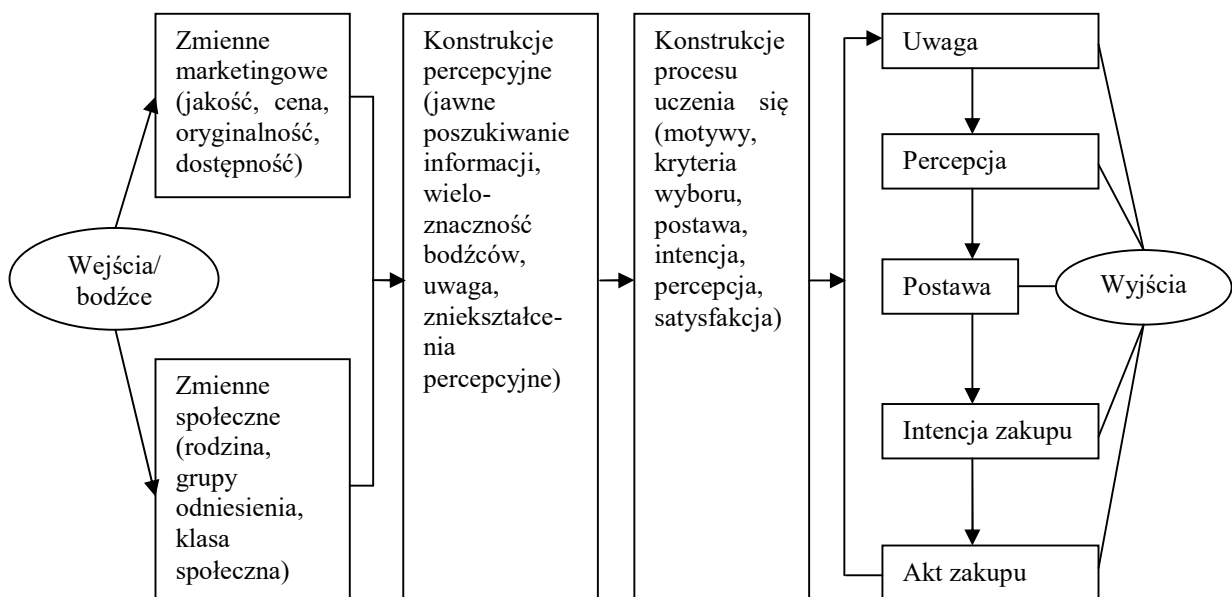 Wejścia/
bodźce
Zmienne
marketingowe
(jakość, cena,
oryginalność,
dostępność)
Zmienne
społeczne
(rodzina,
grupy
odniesienia,
klasa
społeczna)
Konstrukcje
percepcyjne
(jawne
poszukiwanie
informacji,
wielo-
znaczność
bodźców,
uwaga,
zniekształce-
nia
percepcyjne)
Konstrukcje
procesu
uczenia się
(motywy,
kryteria
wyboru,
postawa,
intencja,
percepcja,
satysfakcja)
Uwaga
Percepcja
Postawa
Intencja zakupu
Akt zakupu
Wyjścia